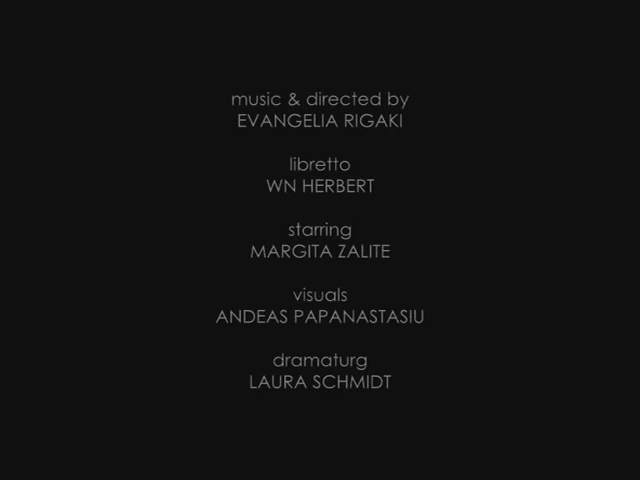 music & directed by
EVANGELIA RIGAKI
libretto
WN HERBERT
starring
MARGITA ZALITE
visuals
ANDEAS PAPANASTASIU
dramaturg
LAURA SCHMIDT